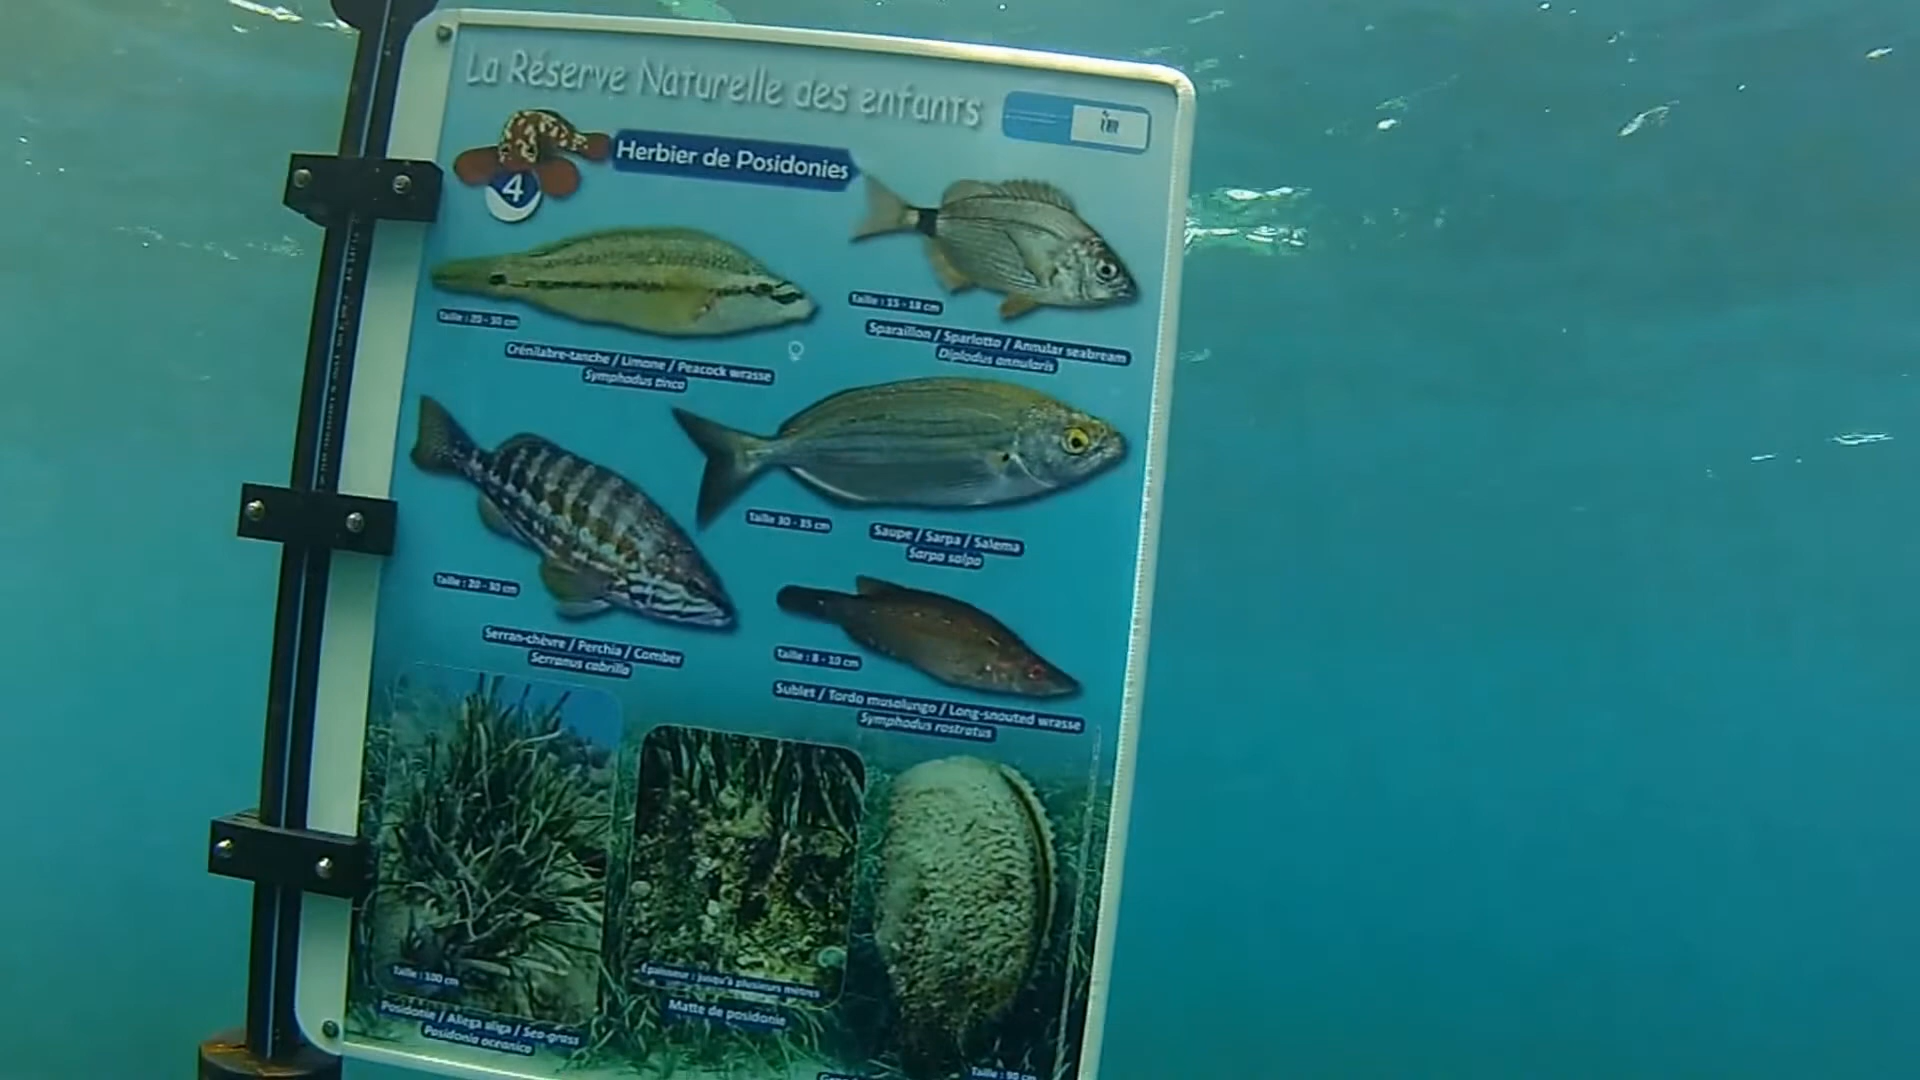 La Réserve Naturelle des enfants
4
Herbier de Posidonies
Taille : 15 - 18 cm
Sparaillon / Sparlotto / Annular seabream
Diplodus annularis
Taille : 20 - 30 cm
Crénilabre-tanche / Limone / Peacock wrasse
Symphodus tinca
♀
Taille 30 - 35 cm
Saupe / Sarpa / Salema
Sarpa salpa
Taille : 20 - 30 cm
Serran-chèvre / Perchia / Comber
Serranus cabrilla
Taille : 8 - 10 cm
Sublet / Tordo musolungo / Long-snouted wrasse
Symphodus rostratus
Taille : 100 cm
Posidonie / Aliega aliga / Sea-grass
Posidonia oceanica
Épaisseur : jusqu'à plusieurs mètres
Matte de posidonie
Taille : 90 cm